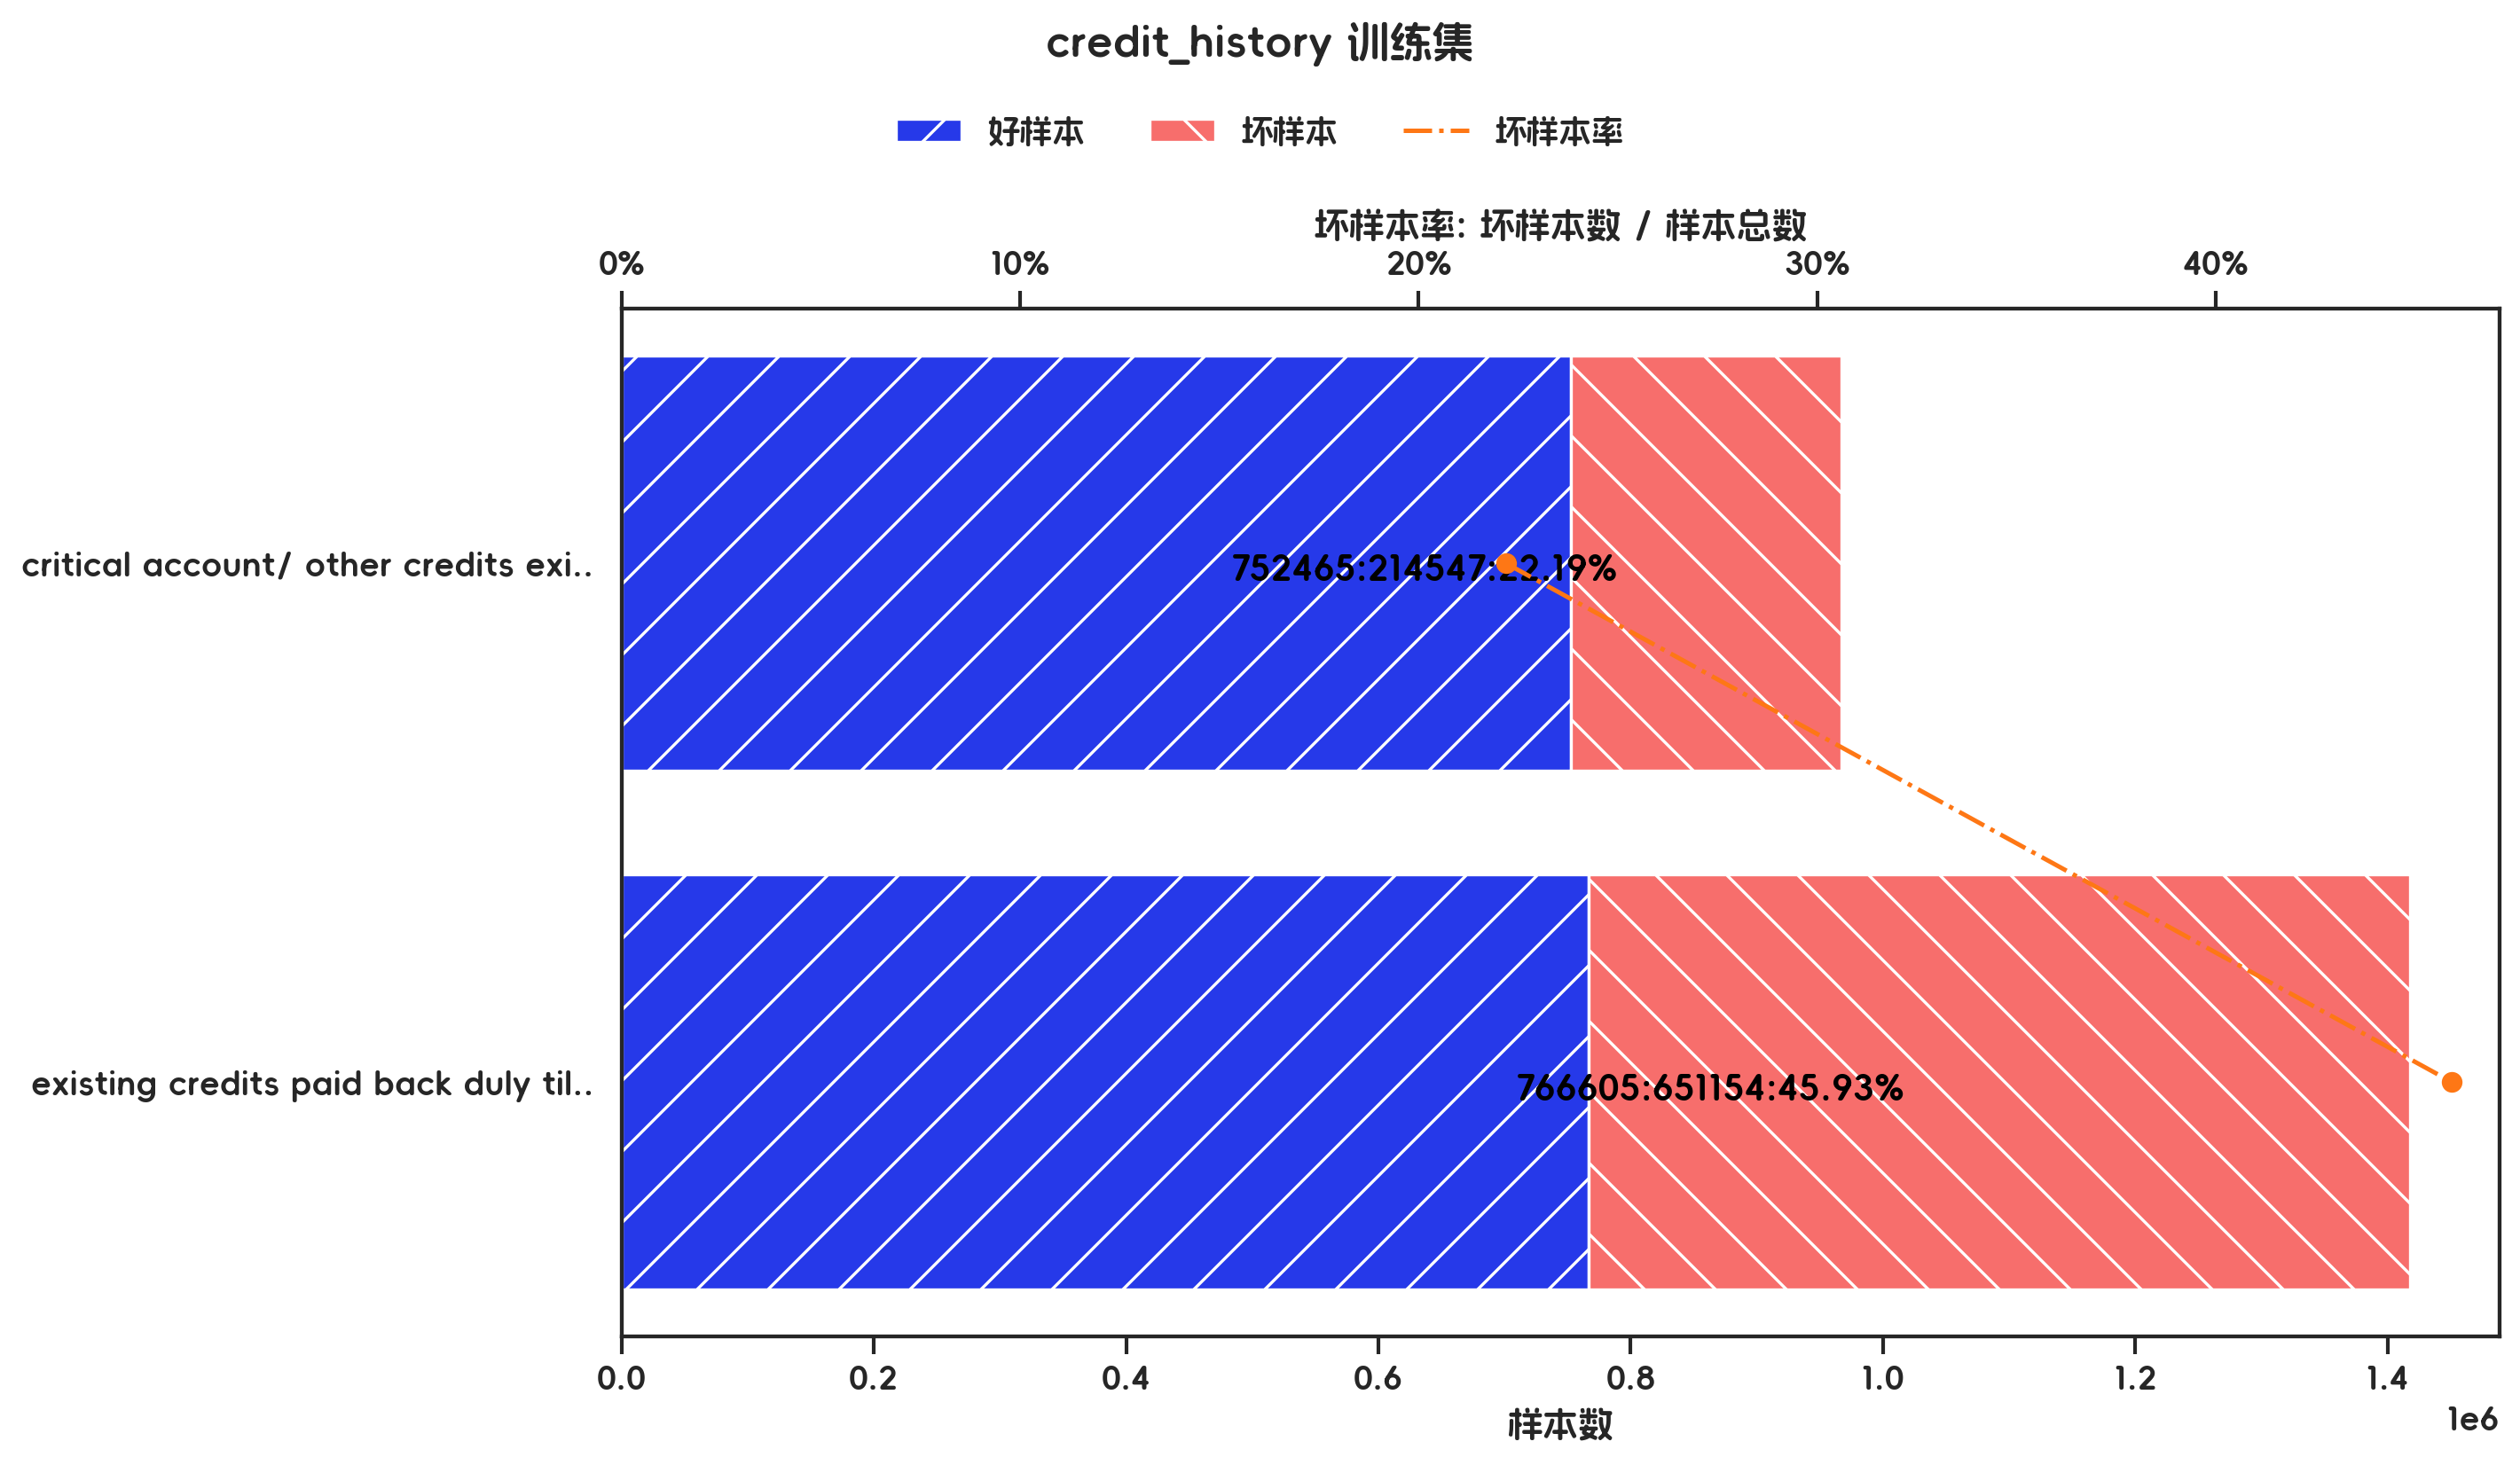 credit_history 训练集
好样本 坏样本 坏样本率
坏样本率: 坏样本数 / 样本总数
0% 10% 20% 30% 40%
critical account/ other credits exi..
752465:214547:22.19%
existing credits paid back duly til..
766605:651154:45.93%
0.0 0.2 0.4 0.6 0.8 1.0 1.2 1.4
1e6
样本数